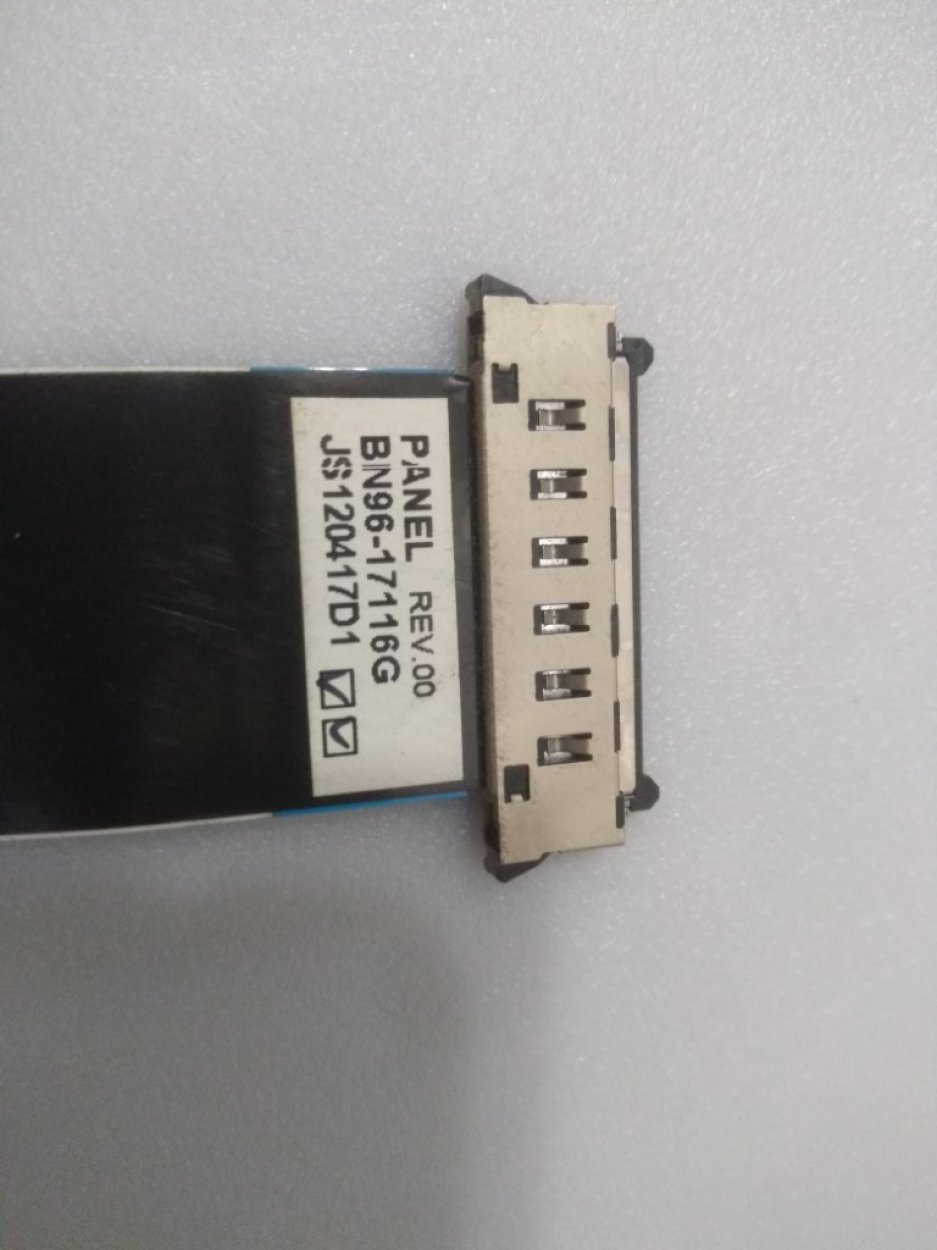 PANEL REV.00
BN96-17116G
JS120417D1